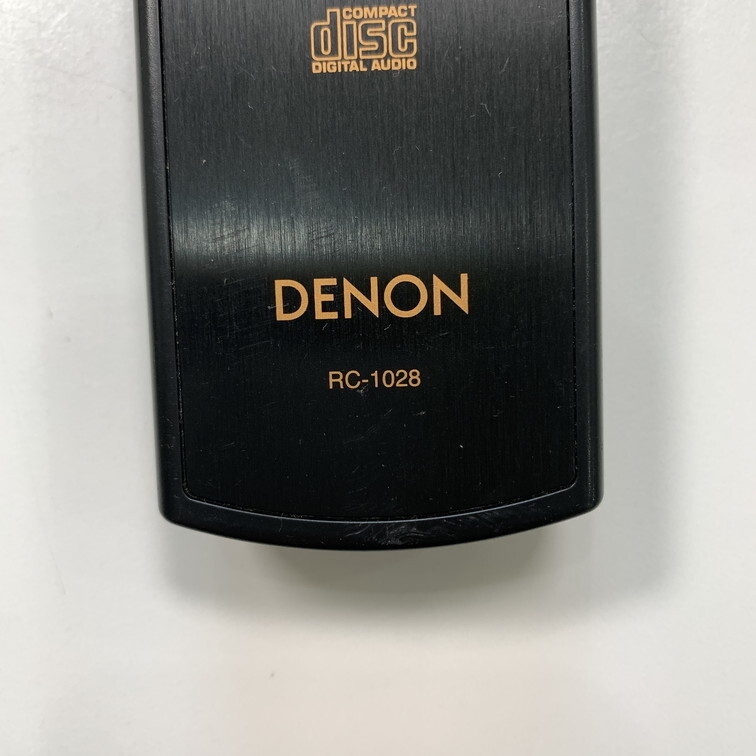 COMPACT
disc
DIGITAL AUDIO
DENON
RC-1028